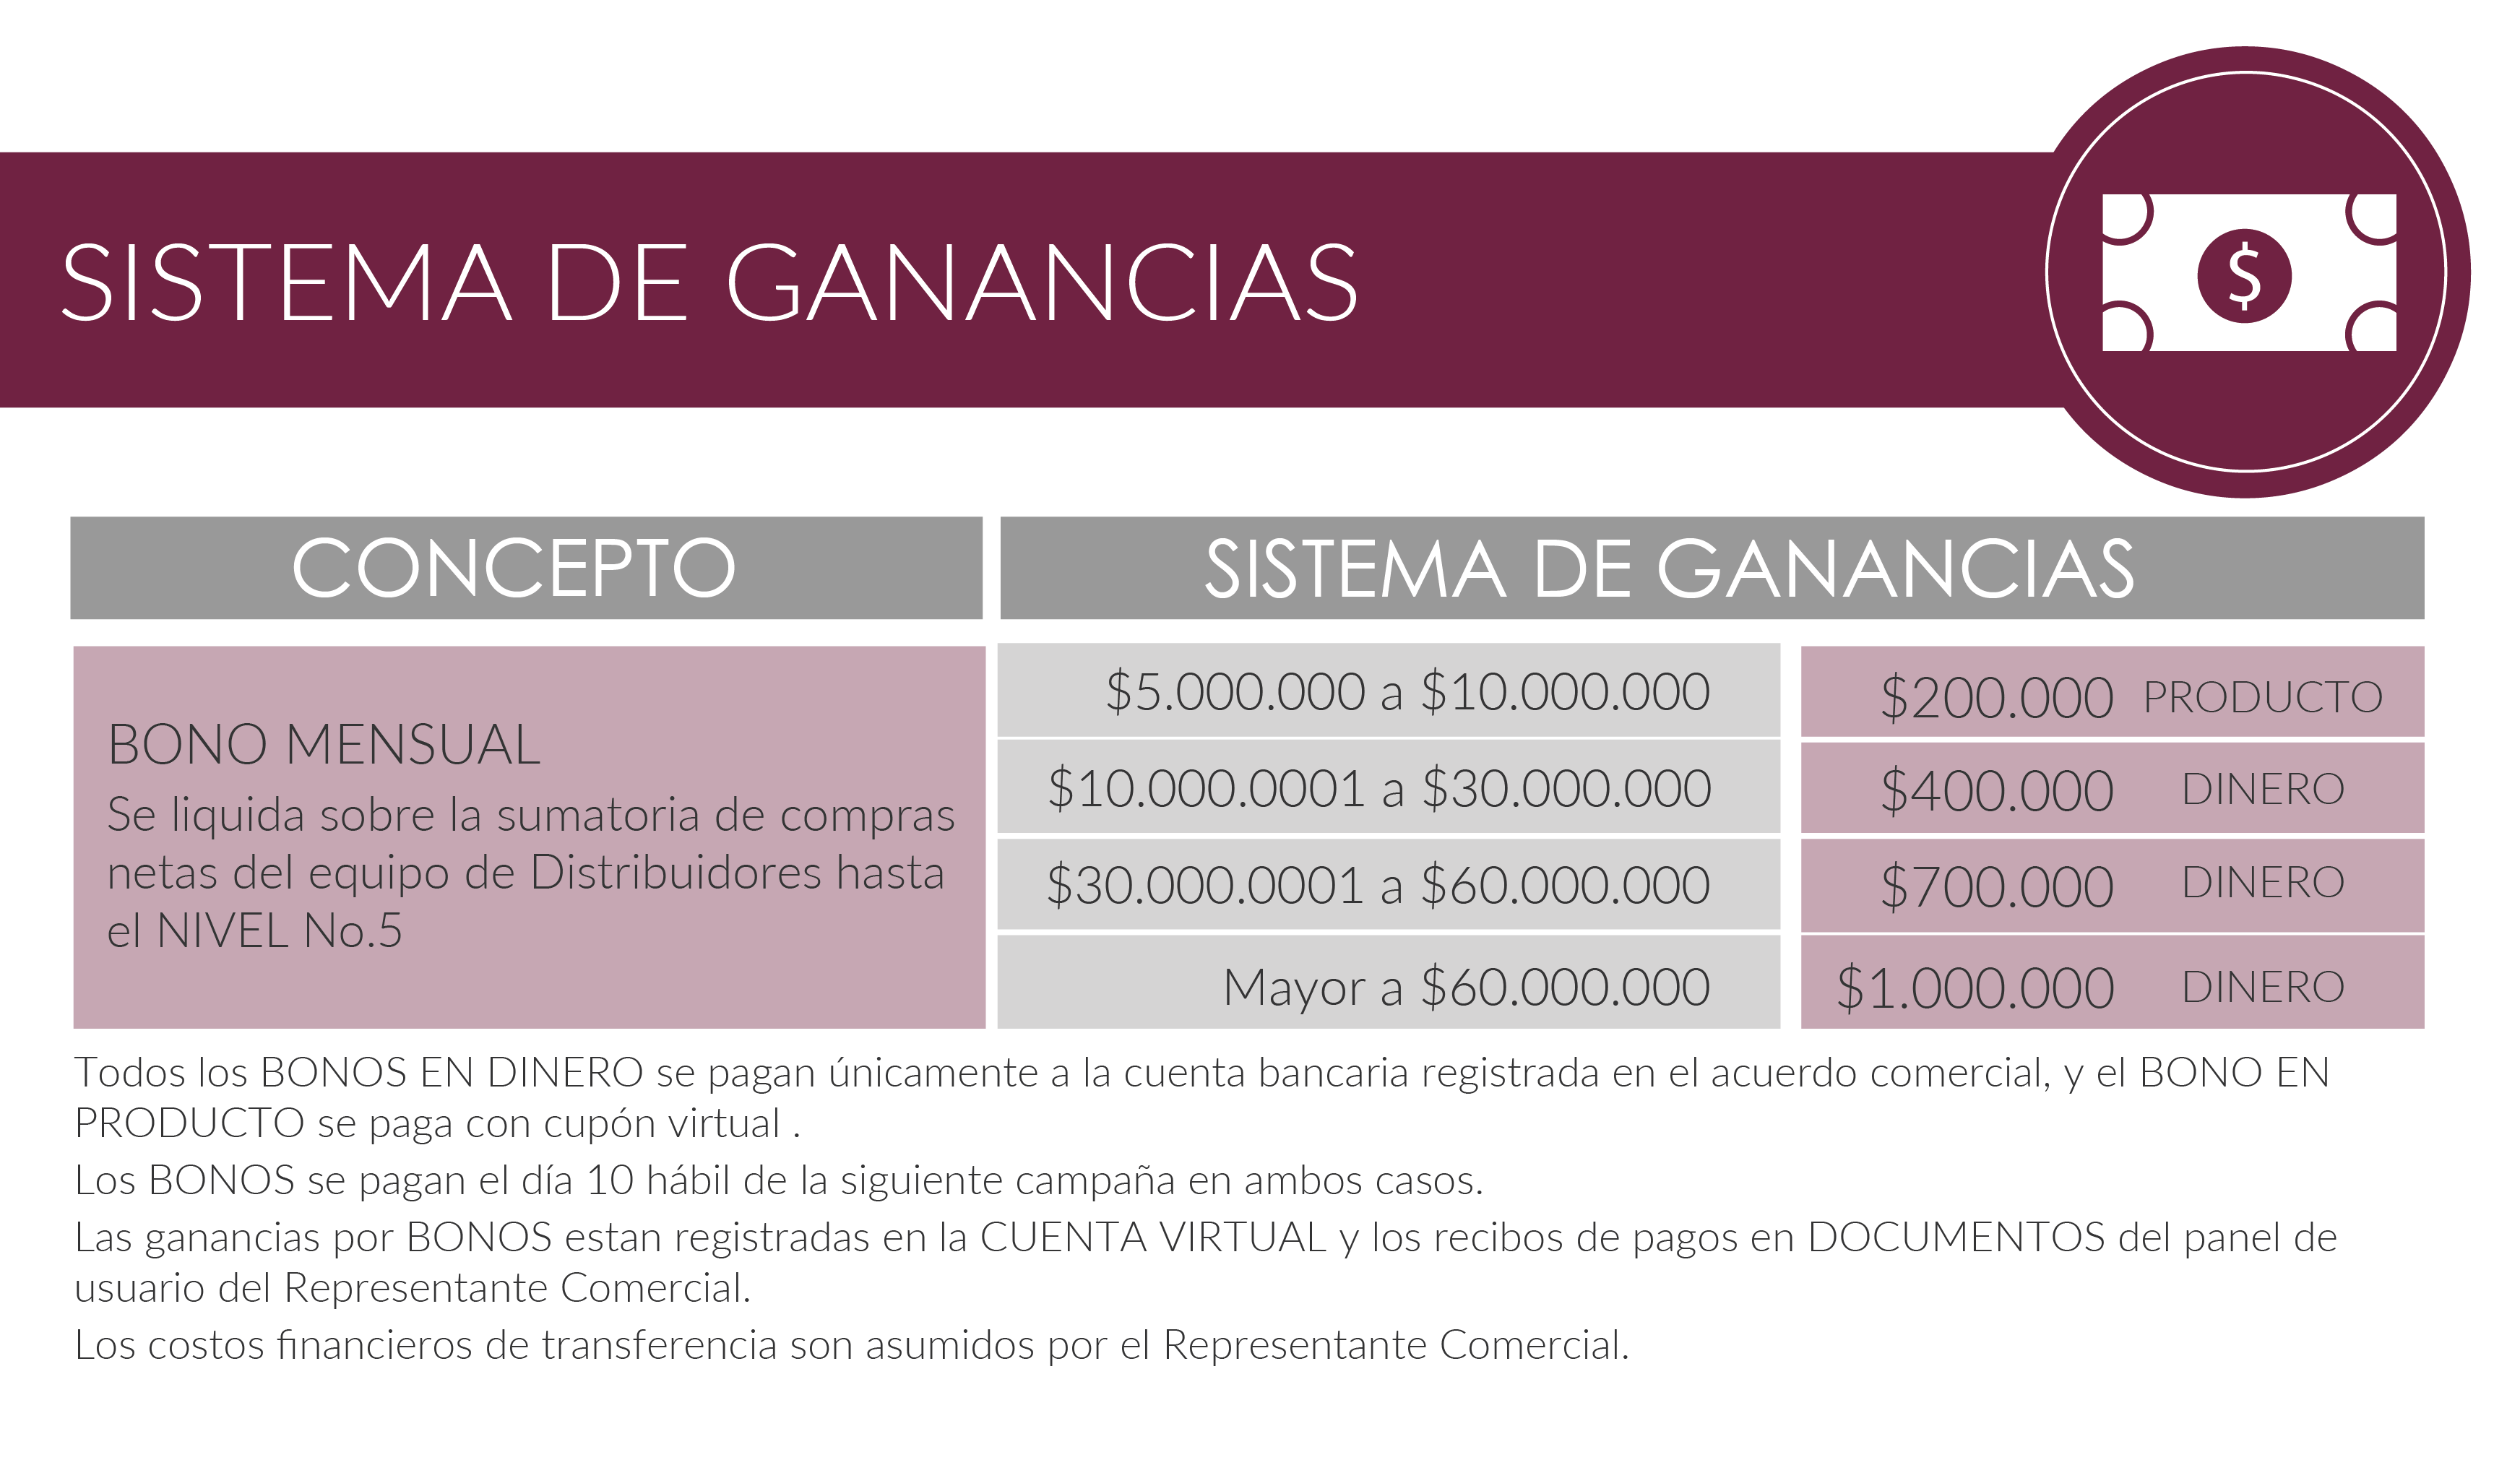 SISTEMA DE GANANCIAS
$
CONCEPTO
SISTEMA DE GANANCIAS
BONO MENSUAL
Se liquida sobre la sumatoria de compras
netas del equipo de Distribuidores hasta
el NIVEL No.5
$5.000.000 a $10.000.000 $200.000 PRODUCTO
$10.000.0001 a $30.000.000 $400.000 DINERO
$30.000.0001 a $60.000.000 $700.000 DINERO
Mayor a $60.000.000 $1.000.000 DINERO
Todos los BONOS EN DINERO se pagan únicamente a la cuenta bancaria registrada en el acuerdo comercial, y el BONO EN
PRODUCTO se paga con cupón virtual .
Los BONOS se pagan el día 10 hábil de la siguiente campaña en ambos casos.
Las ganancias por BONOS estan registradas en la CUENTA VIRTUAL y los recibos de pagos en DOCUMENTOS del panel de
usuario del Representante Comercial.
Los costos financieros de transferencia son asumidos por el Representante Comercial.